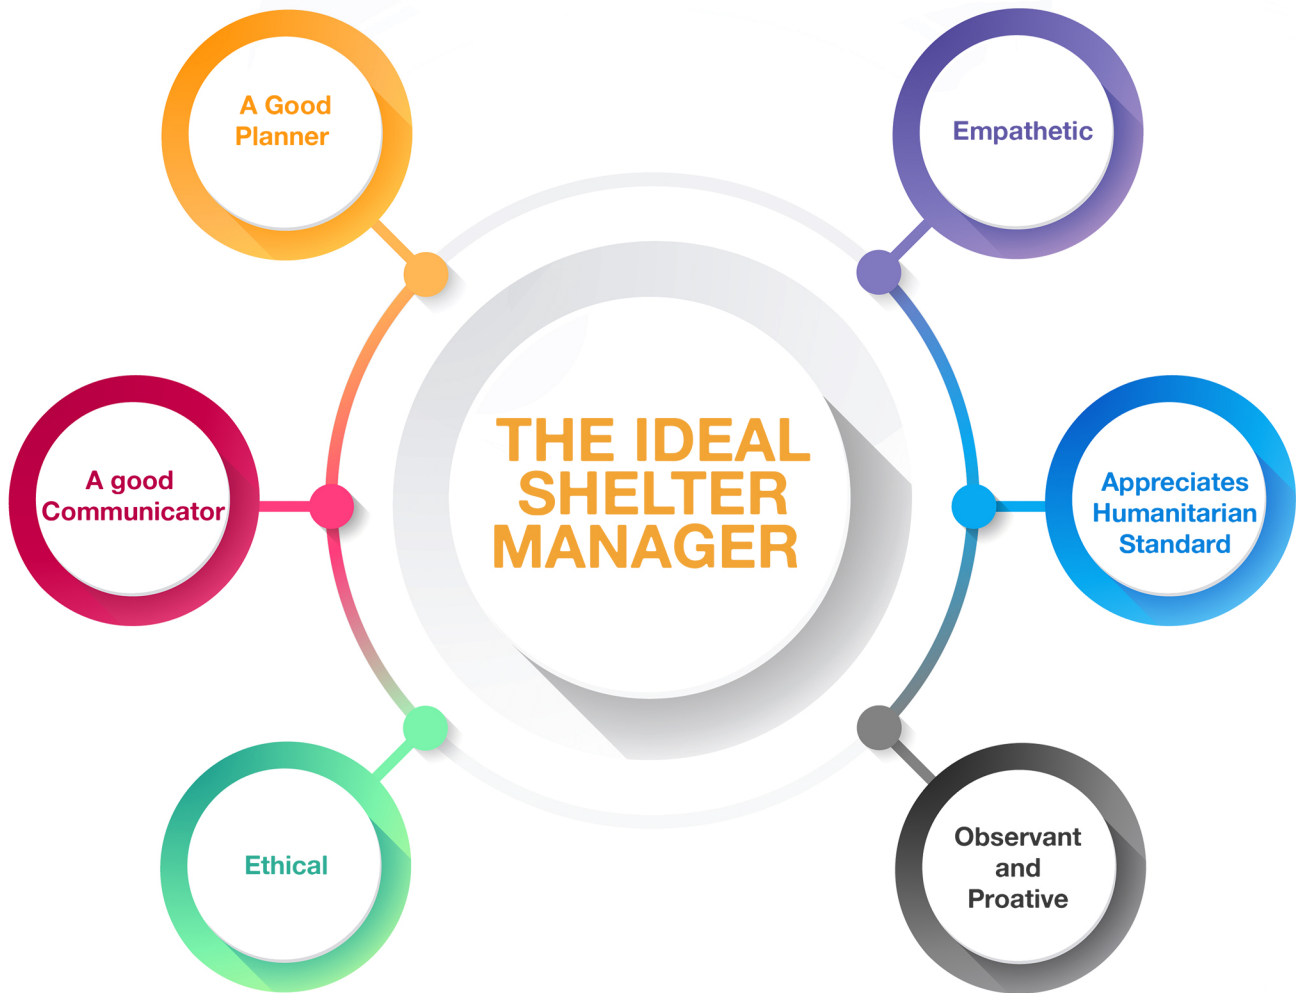 A Good
Planner
Empathetic
THE IDEAL
SHELTER
MANAGER
A good
Communicator
Appreciates
Humanitarian
Standard
Ethical
Observant
and
Proative